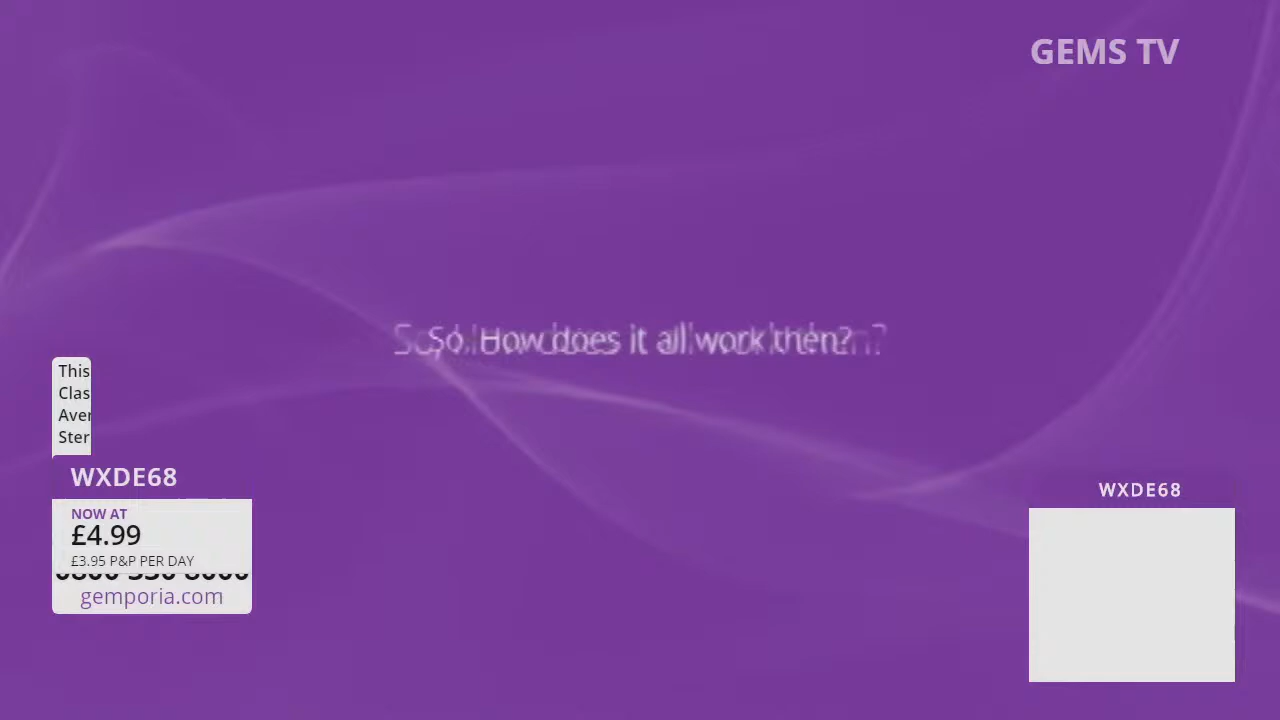 GEMS TV
So. How does it all work then?
This
Clas
Aver
Ster
WXDE68
NOW AT
£4.99
£3.95 P&P PER DAY
gemporia.com
WXDE68